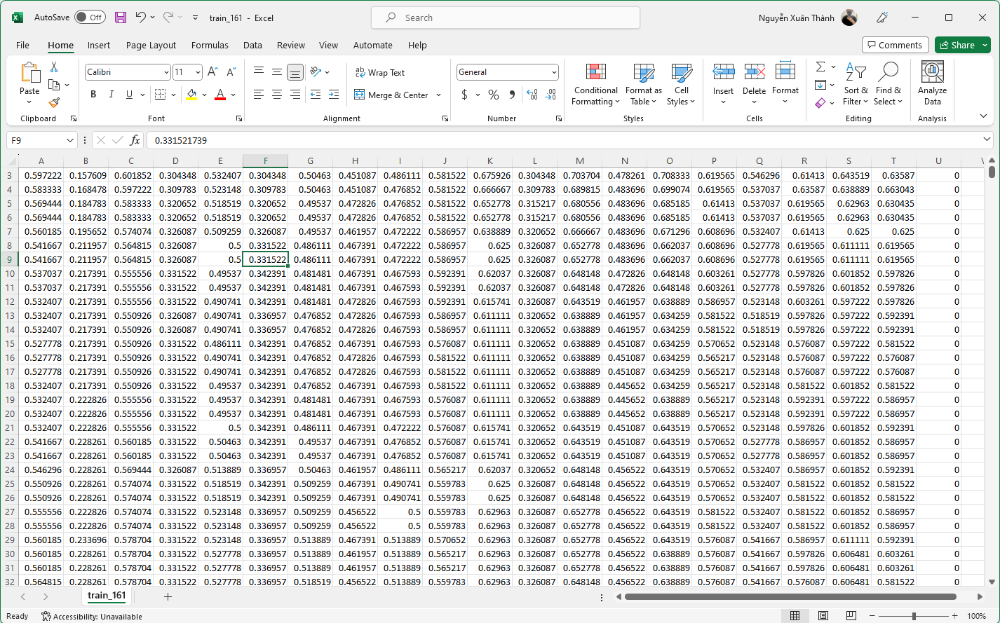 AutoSave Off train_161 - Excel Search Nguyễn Xuân Thành
File Home Insert Page Layout Formulas Data Review View Automate Help Comments Share
Paste Calibri 11 Wrap Text General Conditional Formatting Format as Table Cell Styles Insert Delete Format Sort & Filter Find & Select Analyze Data
B I U Merge & Center $ % 9 .00
Clipboard Font Alignment Number Styles Cells Editing Analysis
F9 fx 0.331521739
A B C D E F G H I J K L M N O P Q R S T U
3 0.597222 0.157609 0.601852 0.304348 0.532407 0.304348 0.50463 0.451087 0.486111 0.581522 0.675926 0.304348 0.703704 0.478261 0.708333 0.619565 0.546296 0.61413 0.643519 0.63587 0
4 0.583333 0.168478 0.597222 0.309783 0.523148 0.309783 0.50463 0.451087 0.476852 0.581522 0.666667 0.309783 0.689815 0.483696 0.699074 0.619565 0.537037 0.63587 0.638889 0.663043 0
5 0.569444 0.184783 0.583333 0.320652 0.518519 0.320652 0.49537 0.472826 0.476852 0.581522 0.652778 0.315217 0.680556 0.483696 0.685185 0.61413 0.537037 0.619565 0.62963 0.630435 0
6 0.569444 0.184783 0.583333 0.320652 0.518519 0.320652 0.49537 0.472826 0.476852 0.581522 0.652778 0.315217 0.680556 0.483696 0.685185 0.61413 0.537037 0.619565 0.62963 0.630435 0
7 0.560185 0.195652 0.574074 0.326087 0.509259 0.326087 0.49537 0.461957 0.472222 0.586957 0.638889 0.320652 0.666667 0.483696 0.671296 0.608696 0.532407 0.61413 0.625 0.625 0
8 0.541667 0.211957 0.564815 0.326087 0.5 0.331522 0.486111 0.467391 0.472222 0.586957 0.625 0.326087 0.652778 0.483696 0.662037 0.608696 0.527778 0.619565 0.611111 0.619565 0
9 0.541667 0.211957 0.564815 0.326087 0.5 0.331522 0.486111 0.467391 0.472222 0.586957 0.625 0.326087 0.652778 0.483696 0.662037 0.608696 0.527778 0.619565 0.611111 0.619565 0
10 0.537037 0.217391 0.555556 0.331522 0.49537 0.342391 0.481481 0.467391 0.467593 0.592391 0.62037 0.326087 0.648148 0.472826 0.648148 0.603261 0.527778 0.597826 0.601852 0.597826 0
11 0.537037 0.217391 0.555556 0.331522 0.49537 0.342391 0.481481 0.467391 0.467593 0.592391 0.62037 0.326087 0.648148 0.472826 0.648148 0.603261 0.527778 0.597826 0.601852 0.597826 0
12 0.532407 0.217391 0.555556 0.331522 0.490741 0.342391 0.481481 0.472826 0.467593 0.592391 0.615741 0.326087 0.643519 0.461957 0.638889 0.586957 0.523148 0.603261 0.597222 0.597826 0
13 0.532407 0.217391 0.550926 0.326087 0.490741 0.336957 0.476852 0.472826 0.467593 0.586957 0.611111 0.320652 0.638889 0.461957 0.634259 0.581522 0.518519 0.597826 0.597222 0.592391 0
14 0.532407 0.217391 0.550926 0.326087 0.490741 0.336957 0.476852 0.472826 0.467593 0.586957 0.611111 0.320652 0.638889 0.461957 0.634259 0.581522 0.518519 0.597826 0.597222 0.592391 0
15 0.527778 0.217391 0.550926 0.331522 0.486111 0.342391 0.476852 0.467391 0.467593 0.576087 0.611111 0.320652 0.638889 0.451087 0.634259 0.570652 0.523148 0.576087 0.597222 0.581522 0
16 0.527778 0.217391 0.550926 0.331522 0.490741 0.342391 0.476852 0.472826 0.467593 0.581522 0.611111 0.320652 0.638889 0.451087 0.634259 0.565217 0.523148 0.576087 0.597222 0.576087 0
17 0.527778 0.217391 0.550926 0.331522 0.490741 0.342391 0.476852 0.472826 0.467593 0.581522 0.611111 0.320652 0.638889 0.451087 0.634259 0.565217 0.523148 0.576087 0.597222 0.576087 0
18 0.532407 0.217391 0.550926 0.331522 0.49537 0.342391 0.476852 0.467391 0.467593 0.581522 0.611111 0.320652 0.638889 0.445652 0.634259 0.565217 0.523148 0.581522 0.601852 0.581522 0
19 0.532407 0.222826 0.555556 0.331522 0.49537 0.342391 0.481481 0.467391 0.467593 0.576087 0.611111 0.320652 0.638889 0.445652 0.638889 0.565217 0.523148 0.592391 0.597222 0.586957 0
20 0.532407 0.222826 0.555556 0.331522 0.49537 0.342391 0.481481 0.467391 0.467593 0.576087 0.611111 0.320652 0.638889 0.445652 0.638889 0.565217 0.523148 0.592391 0.597222 0.586957 0
21 0.532407 0.222826 0.555556 0.331522 0.5 0.342391 0.486111 0.467391 0.472222 0.576087 0.615741 0.320652 0.643519 0.451087 0.643519 0.570652 0.523148 0.597826 0.601852 0.592391 0
22 0.541667 0.228261 0.560185 0.331522 0.50463 0.342391 0.49537 0.467391 0.476852 0.576087 0.615741 0.320652 0.643519 0.451087 0.643519 0.570652 0.527778 0.586957 0.601852 0.586957 0
23 0.541667 0.228261 0.560185 0.331522 0.50463 0.342391 0.49537 0.467391 0.476852 0.576087 0.615741 0.320652 0.643519 0.451087 0.643519 0.570652 0.527778 0.586957 0.601852 0.586957 0
24 0.546296 0.228261 0.569444 0.326087 0.513889 0.336957 0.50463 0.461957 0.486111 0.565217 0.62037 0.320652 0.648148 0.456522 0.643519 0.570652 0.532407 0.586957 0.601852 0.592391 0
25 0.550926 0.228261 0.574074 0.331522 0.518519 0.342391 0.509259 0.467391 0.490741 0.559783 0.625 0.326087 0.648148 0.456522 0.643519 0.570652 0.532407 0.581522 0.601852 0.581522 0
26 0.550926 0.228261 0.574074 0.331522 0.518519 0.342391 0.509259 0.467391 0.490741 0.559783 0.625 0.326087 0.648148 0.456522 0.643519 0.570652 0.532407 0.581522 0.601852 0.581522 0
27 0.555556 0.222826 0.574074 0.331522 0.523148 0.336957 0.509259 0.456522 0.5 0.559783 0.62963 0.326087 0.652778 0.456522 0.643519 0.581522 0.532407 0.581522 0.601852 0.586957 0
28 0.555556 0.222826 0.574074 0.331522 0.523148 0.336957 0.509259 0.456522 0.5 0.559783 0.62963 0.326087 0.652778 0.456522 0.643519 0.581522 0.532407 0.581522 0.601852 0.586957 0
29 0.560185 0.233696 0.578704 0.331522 0.523148 0.336957 0.513889 0.467391 0.513889 0.570652 0.62963 0.326087 0.652778 0.456522 0.643519 0.576087 0.541667 0.586957 0.611111 0.592391 0
30 0.560185 0.228261 0.578704 0.331522 0.527778 0.336957 0.513889 0.461957 0.513889 0.565217 0.62963 0.326087 0.652778 0.456522 0.638889 0.576087 0.541667 0.597826 0.606481 0.603261 0
31 0.560185 0.228261 0.578704 0.331522 0.527778 0.336957 0.513889 0.461957 0.513889 0.565217 0.62963 0.326087 0.652778 0.456522 0.638889 0.576087 0.541667 0.597826 0.606481 0.603261 0
32 0.564815 0.228261 0.578704 0.331522 0.527778 0.336957 0.518519 0.456522 0.513889 0.559783 0.62963 0.326087 0.648148 0.456522 0.638889 0.576087 0.541667 0.576087 0.606481 0.581522 0
train_161
Ready Accessibility: Unavailable 100%